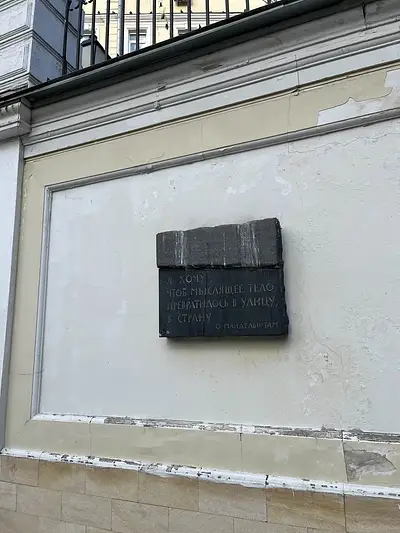 Я ХОЧУ
ЧТОБ МЫСЛЯЩЕЕ ТЕЛО
ПРЕВРАТИЛОСЬ В УЛИЦУ,
В СТРАНУ
О. МАНДЕЛЬШТАМ